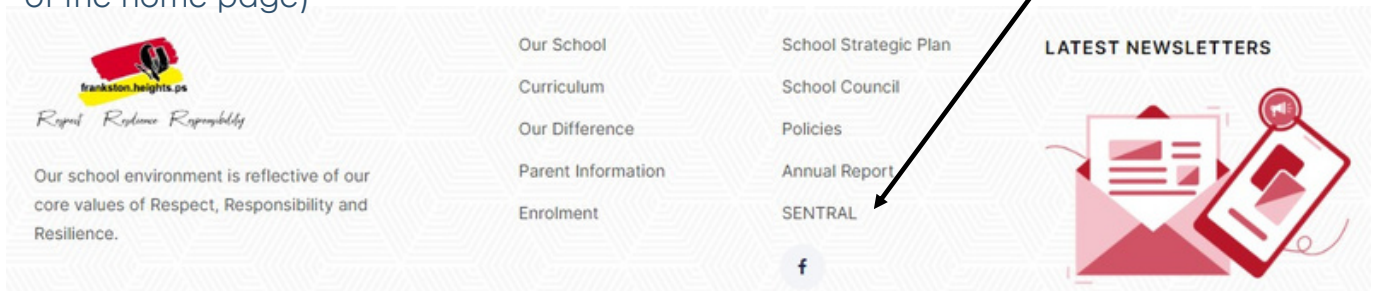 of the home page)
frankston.heights.ps
Respect Resilience Responsibility
Our school environment is reflective of our
core values of Respect, Responsibility and
Resilience.
Our School
Curriculum
Our Difference
Parent Information
Enrolment
School Strategic Plan
School Council
Policies
Annual Report
SENTRAL
f
LATEST NEWSLETTERS